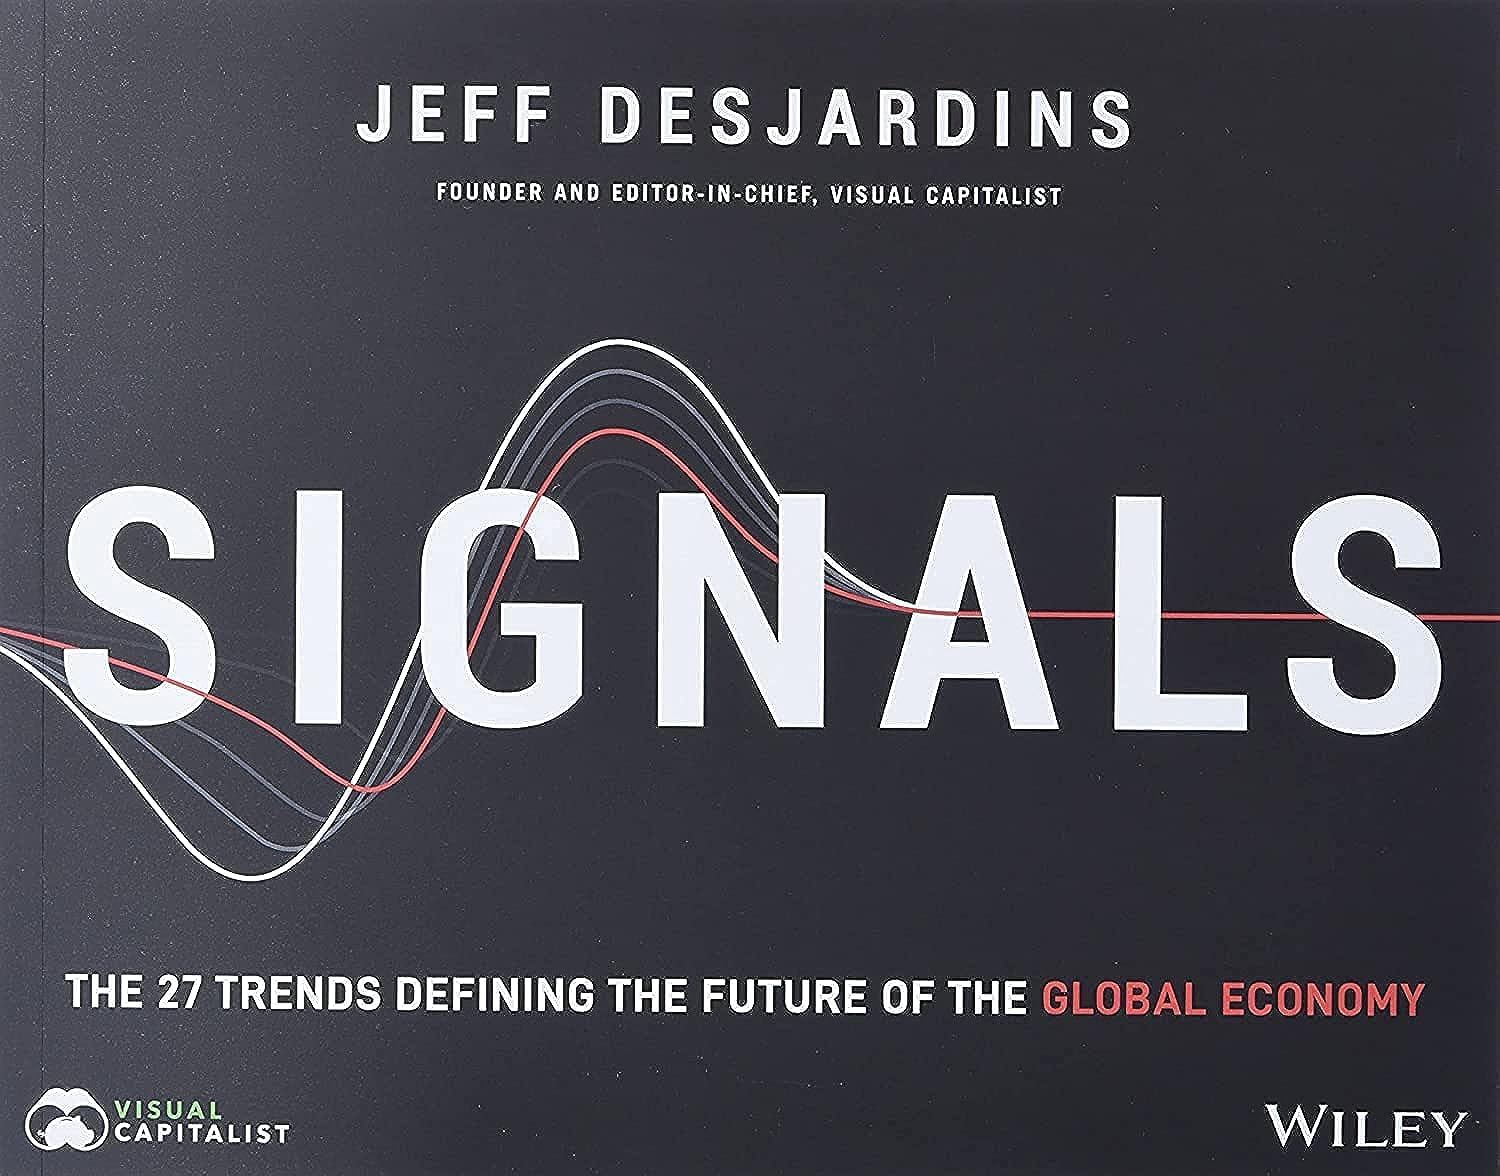 JEFF DESJARDINS
FOUNDER AND EDITOR-IN-CHIEF, VISUAL CAPITALIST
SIGNALS
THE 27 TRENDS DEFINING THE FUTURE OF THE GLOBAL ECONOMY
VISUAL
CAPITALIST
WILEY